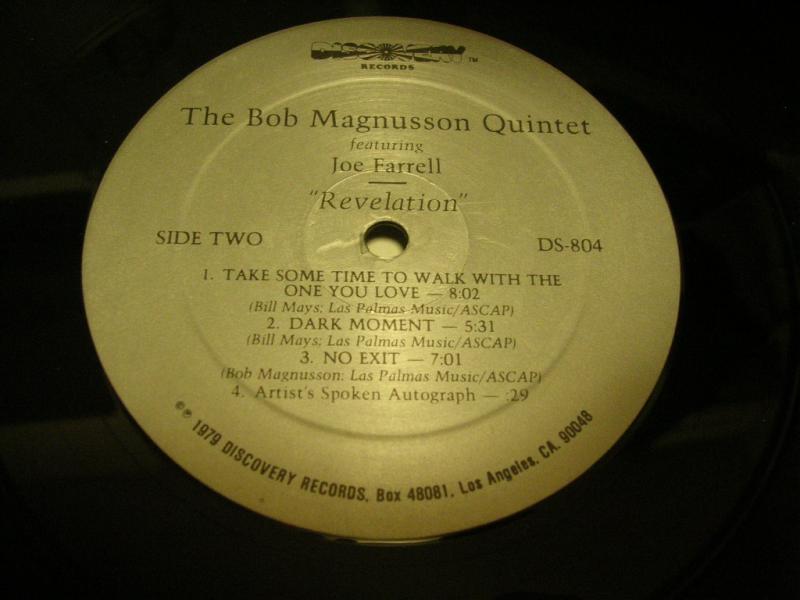 DISCOVERY TM
RECORDS
The Bob Magnusson Quintet
featuring
Joe Farrell
"Revelation"
SIDE TWO
DS-804
1. TAKE SOME TIME TO WALK WITH THE
ONE YOU LOVE — 8:02
(Bill Mays: Las Palmas Music/ASCAP)
2. DARK MOMENT — 5:31
(Bill Mays: Las Palmas Music/ASCAP)
3. NO EXIT — 7:01
(Bob Magnusson: Las Palmas Music/ASCAP)
4. Artist's Spoken Autograph — :29
©℗ 1979 DISCOVERY RECORDS, Box 48081, Los Angeles, CA. 90048